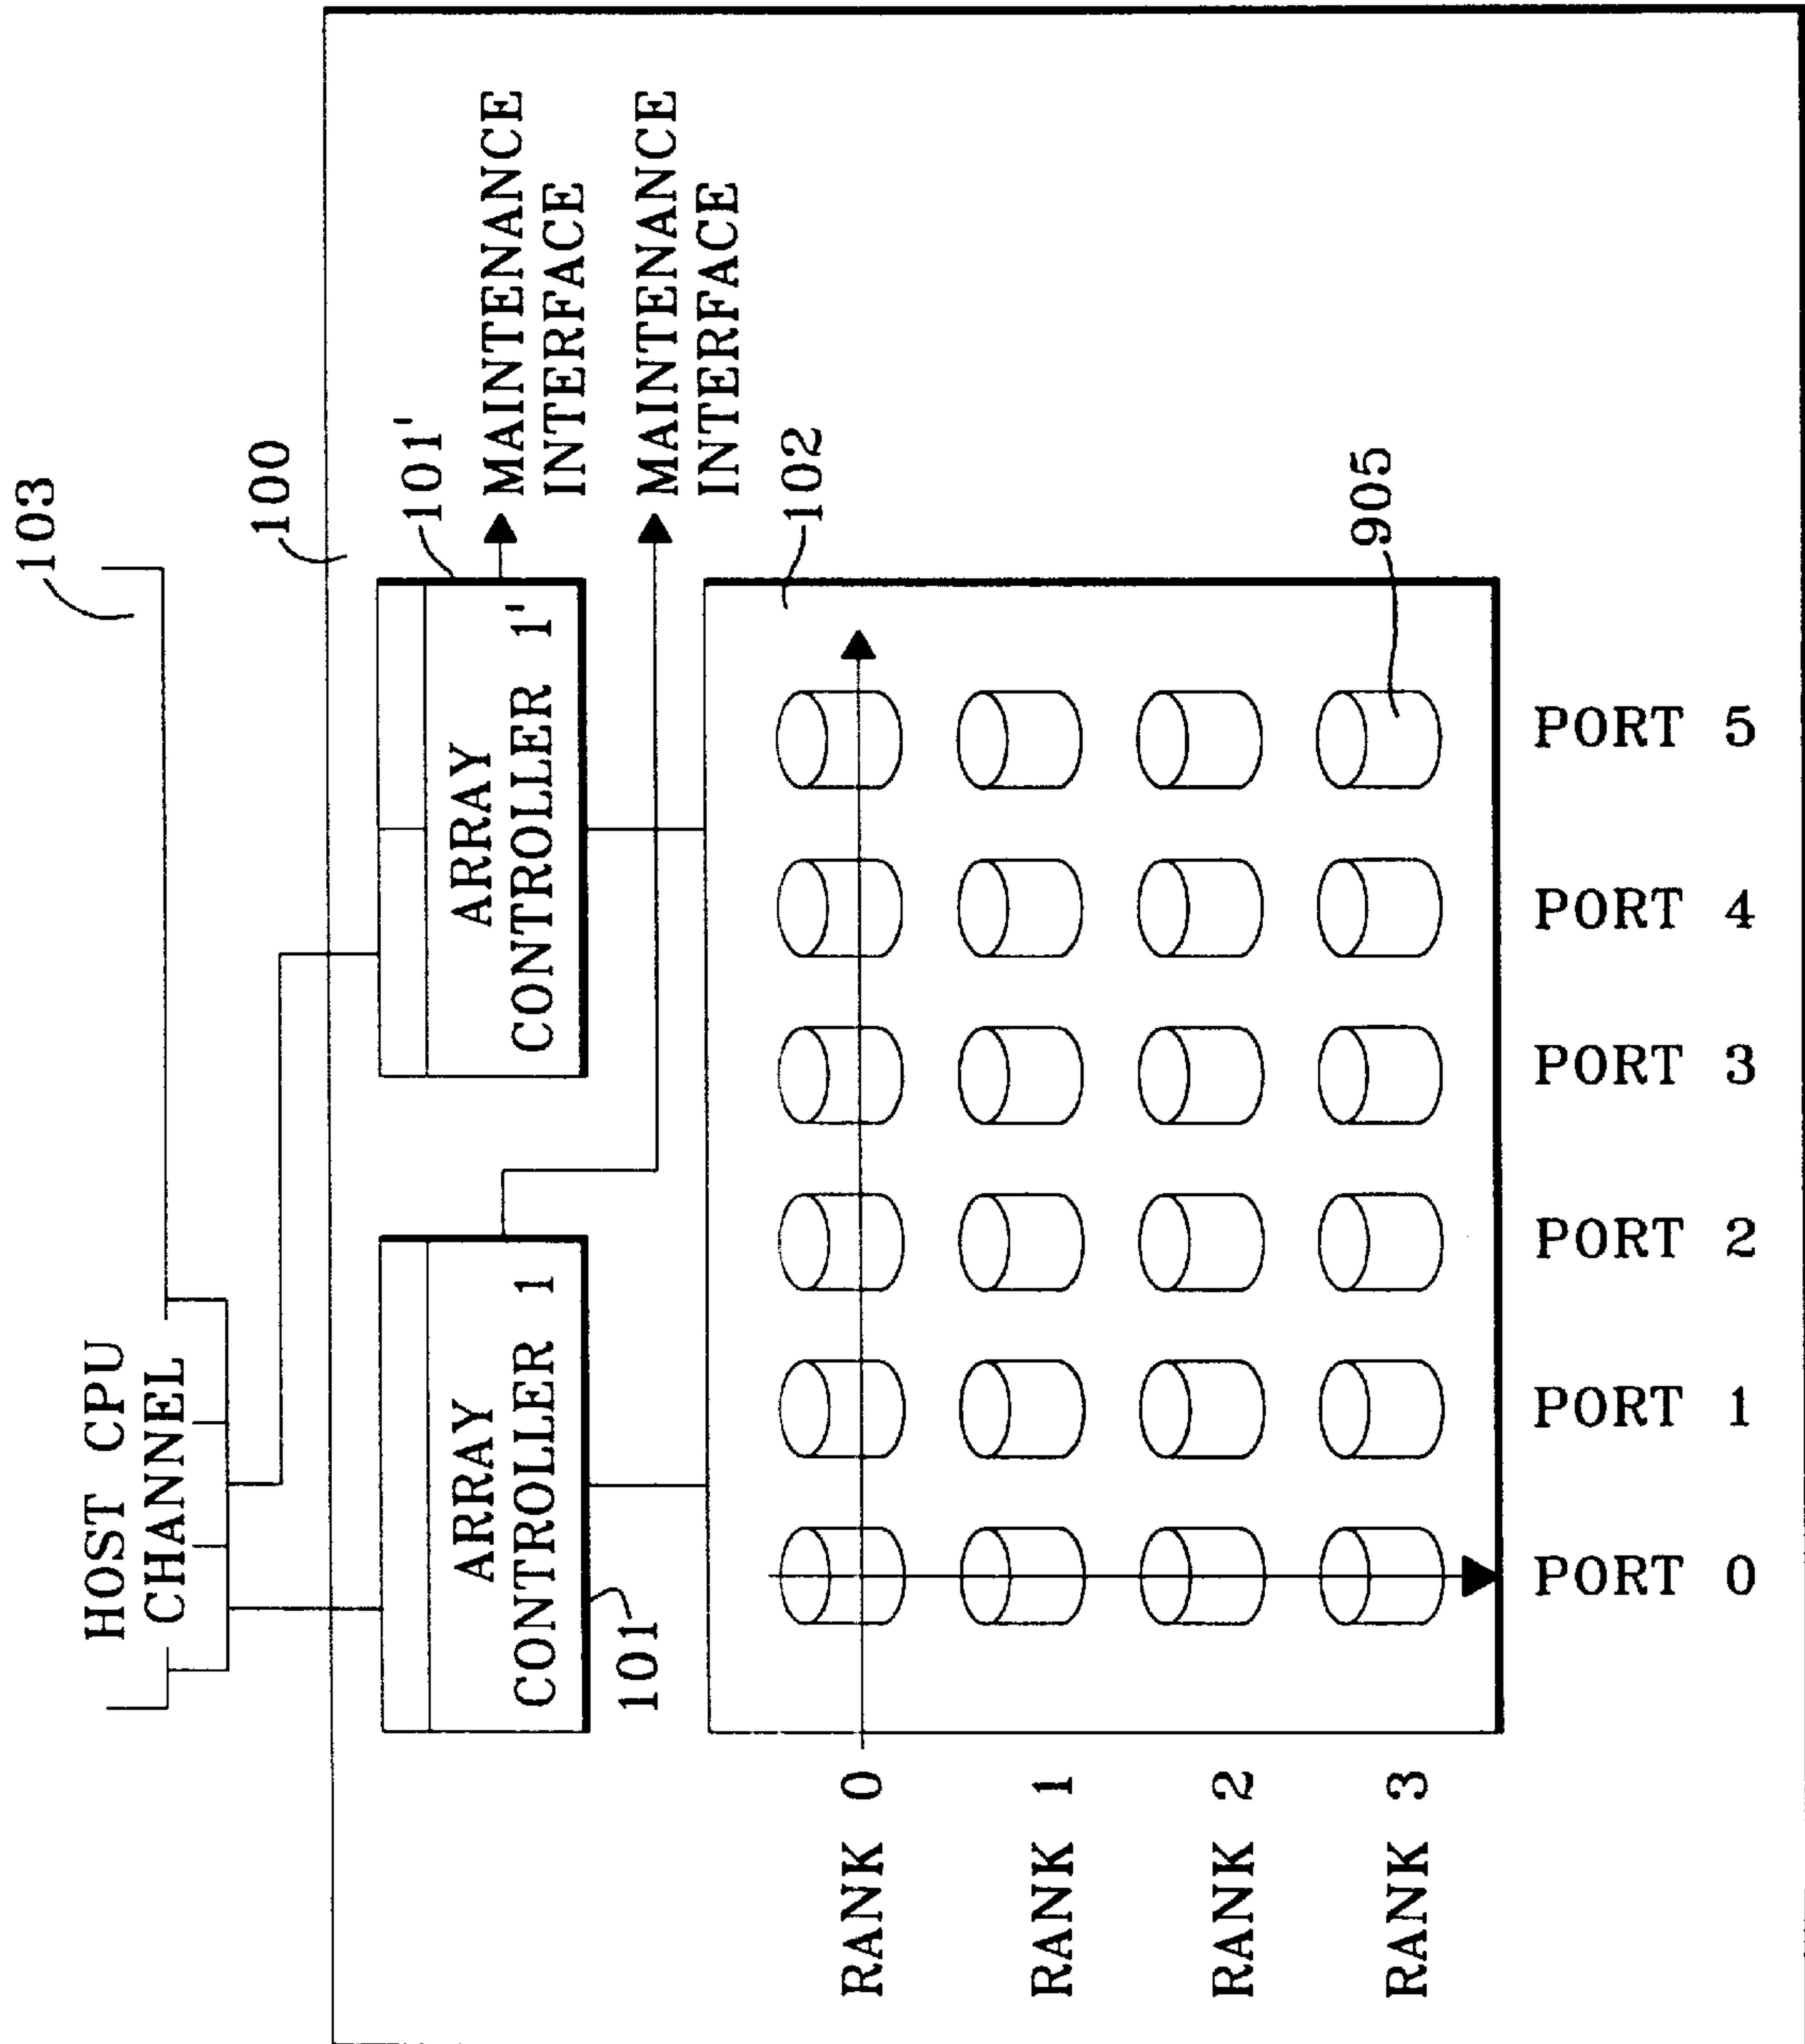 103
HOST CPU
CHANNEL
100
101'
ARRAY
CONTROLLER 1
ARRAY
CONTROLLER 1'
MAINTENANCE
INTERFACE
MAINTENANCE
INTERFACE
101
102
RANK 0
RANK 1
RANK 2
RANK 3
905
PORT 0
PORT 1
PORT 2
PORT 3
PORT 4
PORT 5